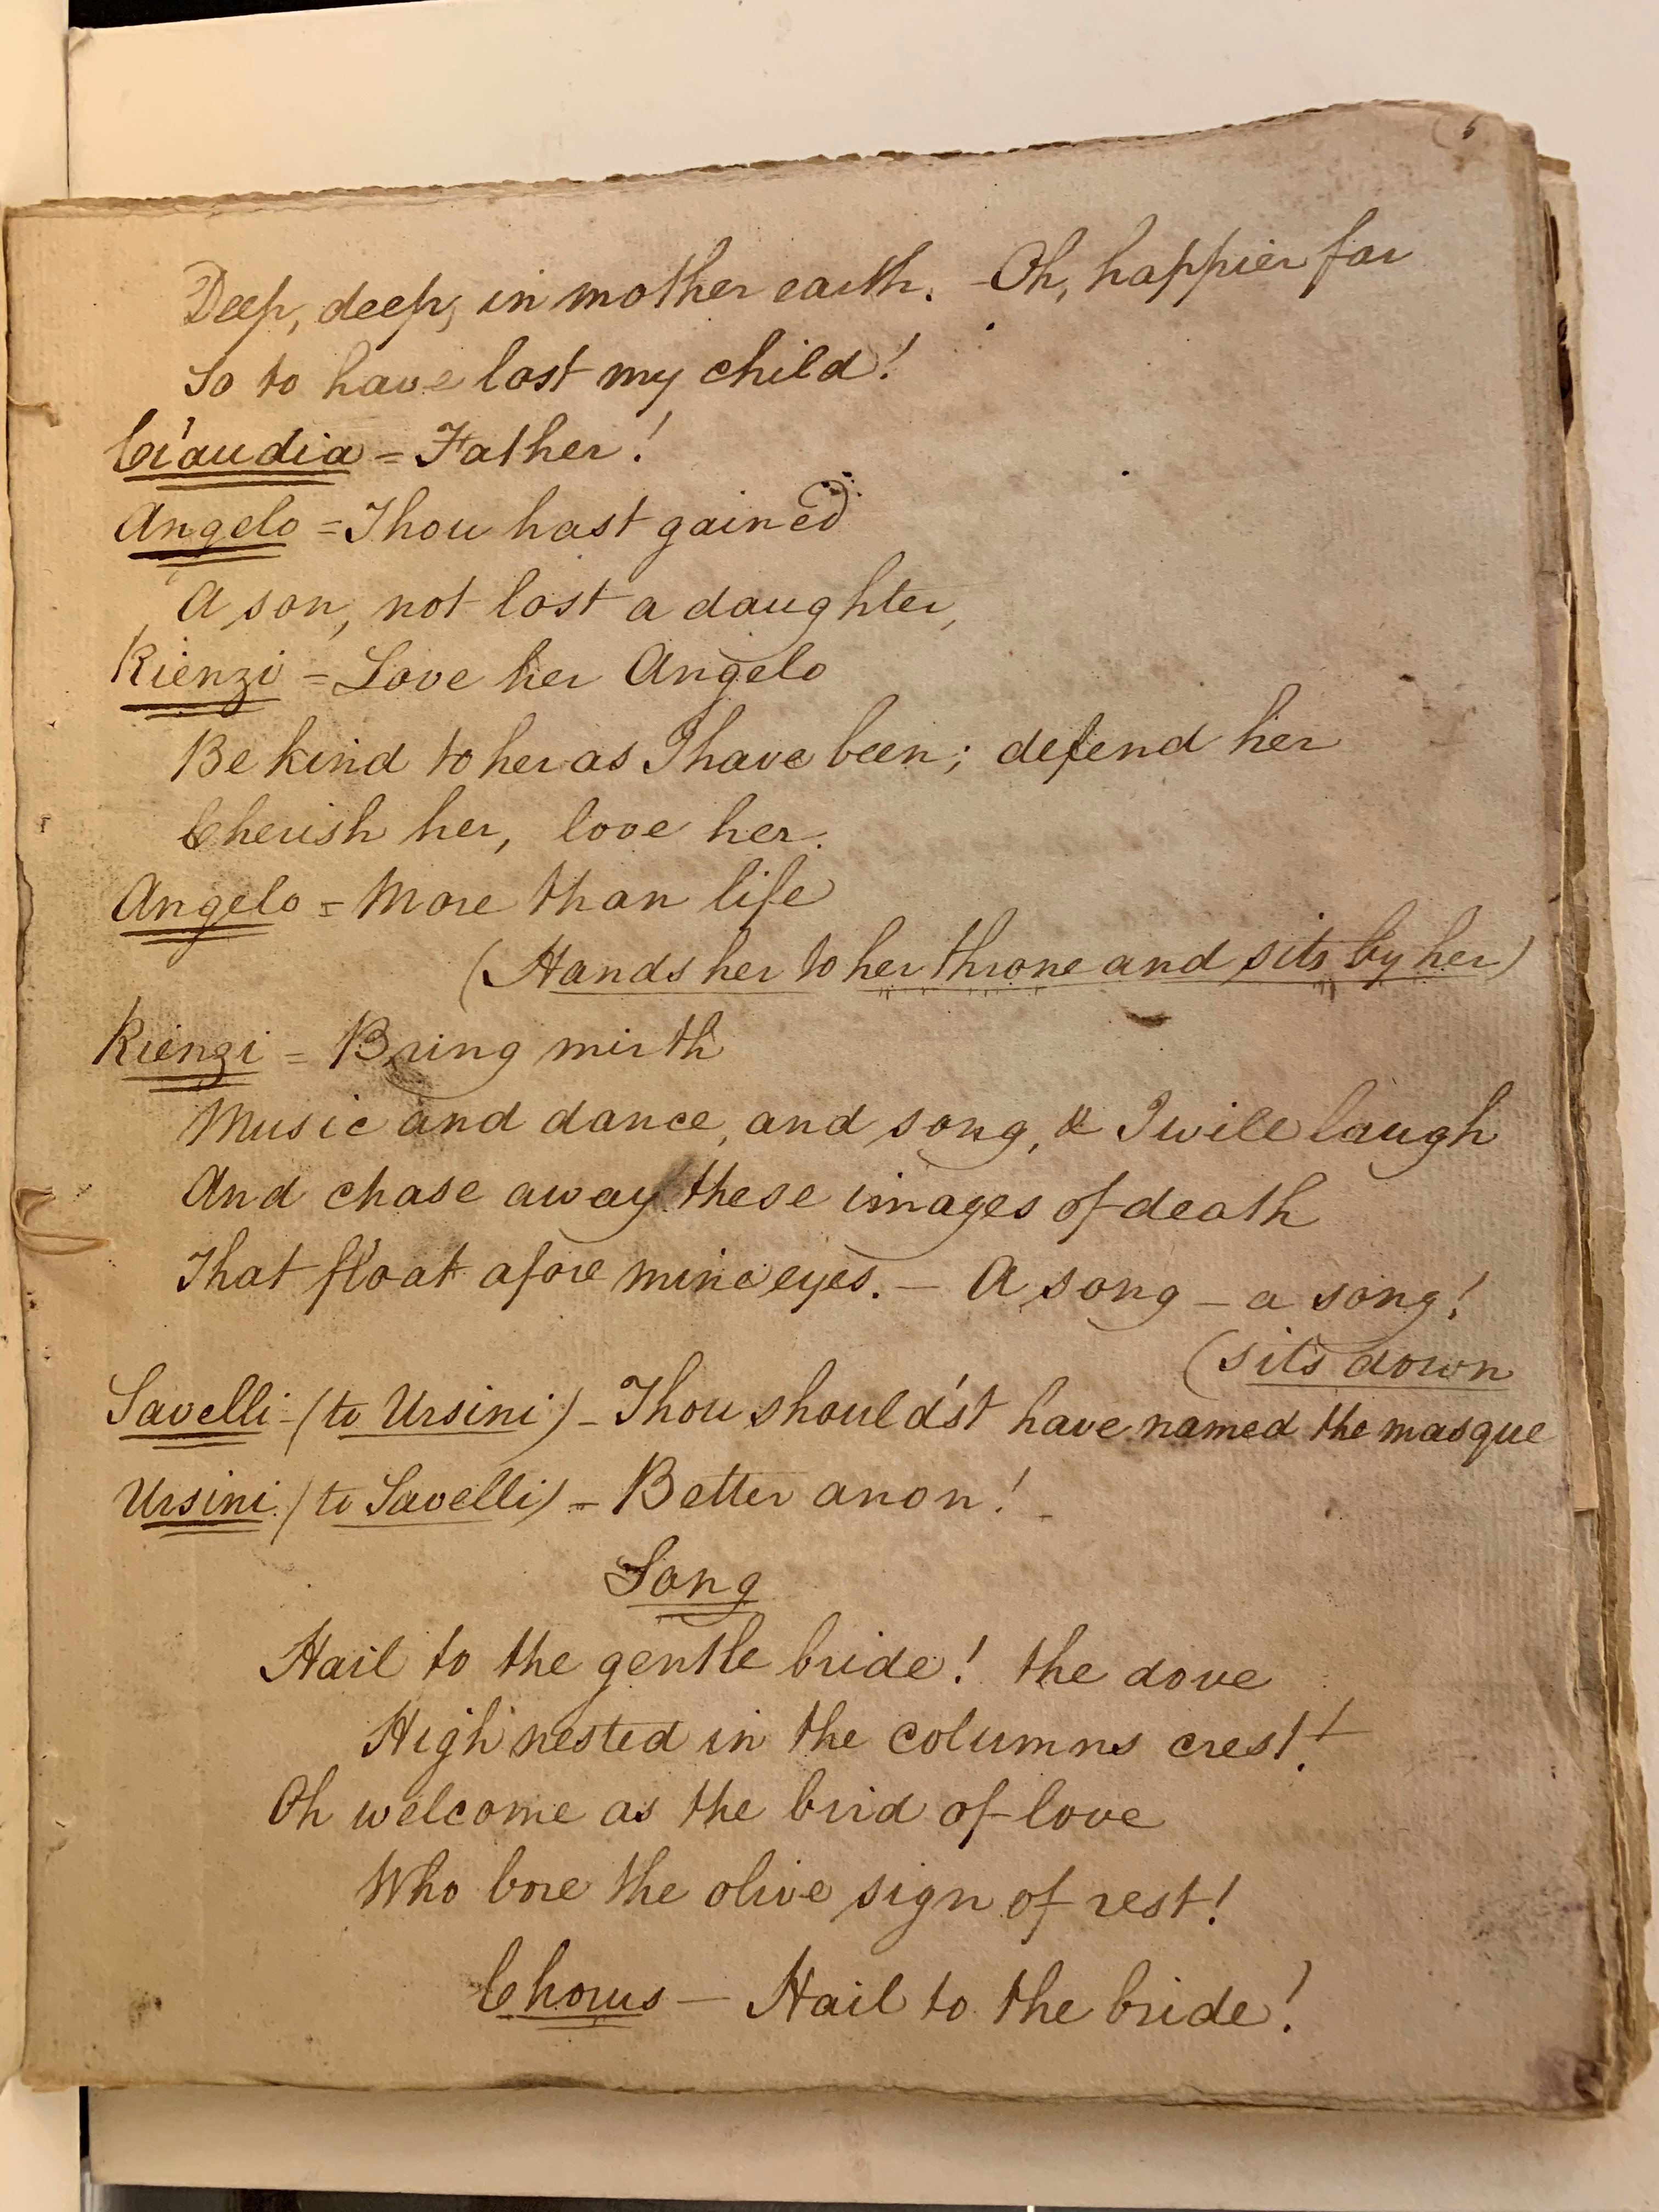 Deep, deep, in mother earth. - Oh, happier far
So to have lost my child!
Claudia = Father!
Angelo = Thou hast gained
A son, not lost a daughter,
Rienzi = Love her Angelo
Be kind to her as I have been; defend her
Cherish her, love her.
Angelo = More than life
(Hands her to her throne and sits by her)
Rienzi = Bring mirth
Music and dance, and song, & I will laugh
And chase away these images of death
That float afore mine eyes. — A song — a song!
(sits down
Savelli - (to Ursini) - Thou should'st have named the masque
Ursini (to Savelli) = Better anon!
Song
Hail to the gentle bride! the dove
High nested in the columns crest!
Oh welcome as the bird of love
Who bore the olive sign of rest!
Chorus — Hail to the bride!